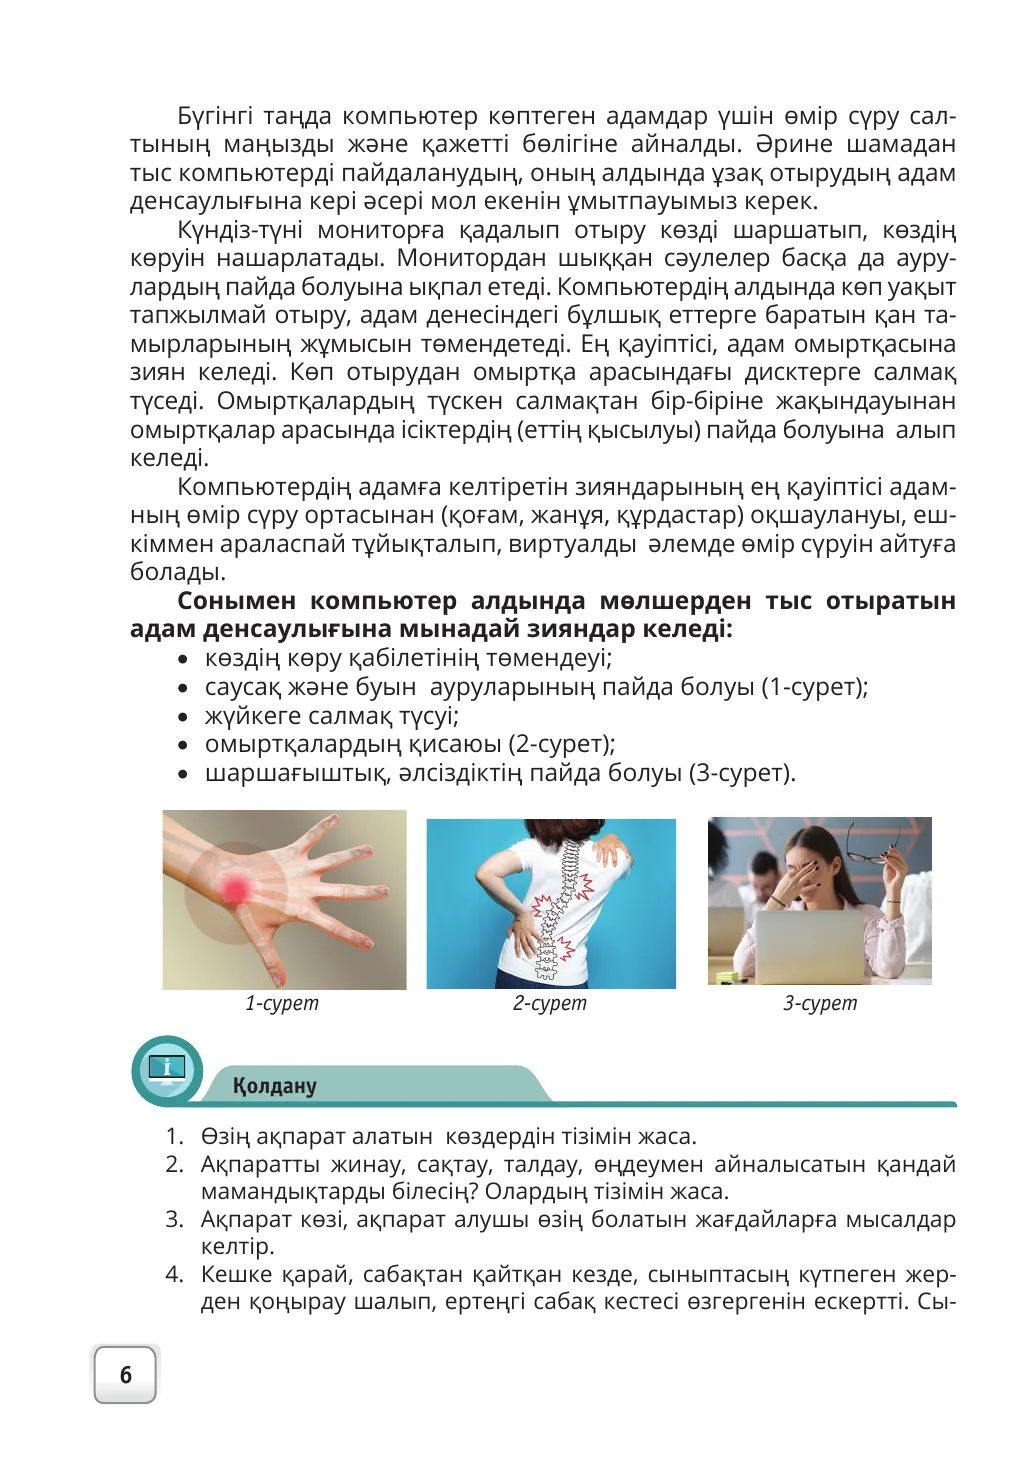 Бүгінгі таңда компьютер көптеген адамдар үшін өмір сүру сал-
тының маңызды және қажетті бөлігіне айналды. Әрине шамадан
тыс компьютерді пайдаланудың, оның алдында ұзақ отырудың адам
денсаулығына кері әсері мол екенін ұмытпауымыз керек.
Күндіз-түні мониторға қадалып отыру көзді шаршатып, көздің
көруін нашарлатады. Монитордан шыққан сәулелер басқа да ауру-
лардың пайда болуына ықпал етеді. Компьютердің алдында көп уақыт
тапжылмай отыру, адам денесіндегі бұлшық еттерге баратын қан та-
мырларының жұмысын төмендетеді. Ең қауіптісі, адам омыртқасына
зиян келеді. Көп отырудан омыртқа арасындағы дисктерге салмақ
түседі. Омыртқалардың түскен салмақтан бір-біріне жақындауынан
омыртқалар арасында ісіктердің (еттің қысылуы) пайда болуына алып
келеді.
Компьютердің адамға келтіретін зияндарының ең қауіптісі адам-
ның өмір сүру ортасынан (қоғам, жанұя, құрдастар) оқшаулануы, еш-
кіммен араласпай тұйықталып, виртуалды әлемде өмір сүруін айтуға
болады.
Сонымен компьютер алдында мөлшерден тыс отыратын
адам денсаулығына мынадай зияндар келеді:
• көздің көру қабілетінің төмендеуі;
• саусақ және буын ауруларының пайда болуы (1-сурет);
• жүйкеге салмақ түсуі;
• омыртқалардың қисаюы (2-сурет);
• шаршағыштық, әлсіздіктің пайда болуы (3-сурет).
1-сурет
2-сурет
3-сурет
i
Қолдану
1. Өзің ақпарат алатын көздердін тізімін жаса.
2. Ақпаратты жинау, сақтау, талдау, өңдеумен айналысатын қандай
мамандықтарды білесің? Олардың тізімін жаса.
3. Ақпарат көзі, ақпарат алушы өзің болатын жағдайларға мысалдар
келтір.
4. Кешке қарай, сабақтан қайтқан кезде, сыныптасың күтпеген жер-
ден қоңырау шалып, ертеңгі сабақ кестесі өзгергенін ескертті. Сы-
6